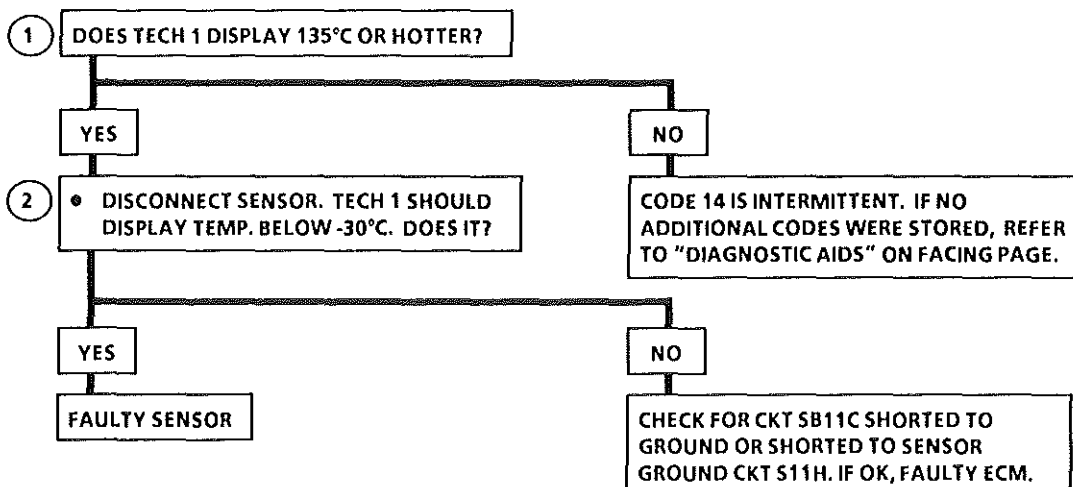 1
DOES TECH 1 DISPLAY 135°C OR HOTTER?
YES
NO
2
• DISCONNECT SENSOR. TECH 1 SHOULD
DISPLAY TEMP. BELOW -30°C. DOES IT?
CODE 14 IS INTERMITTENT. IF NO
ADDITIONAL CODES WERE STORED, REFER
TO "DIAGNOSTIC AIDS" ON FACING PAGE.
YES
NO
FAULTY SENSOR
CHECK FOR CKT SB11C SHORTED TO
GROUND OR SHORTED TO SENSOR
GROUND CKT S11H. IF OK, FAULTY ECM.